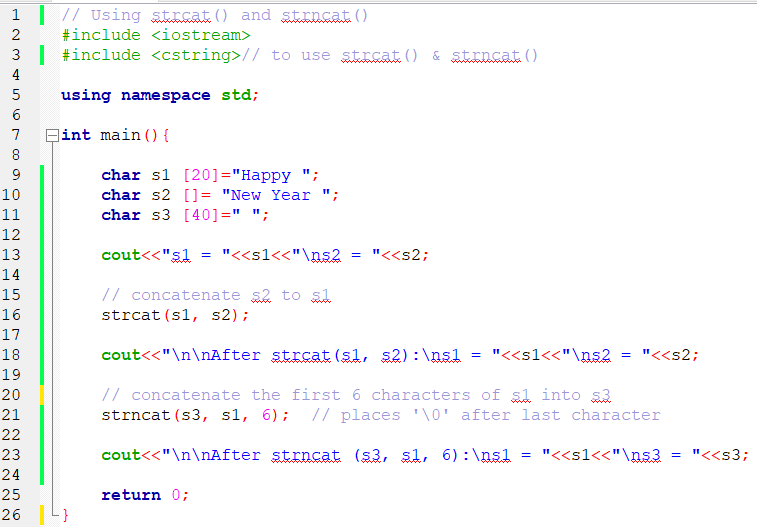 1 // Using strcat() and strncat()
2 #include <iostream>
3 #include <cstring>// to use strcat() & strncat()
4
5 using namespace std;
6
7 int main(){
8
9 char s1 [20]="Happy ";
10 char s2 []= "New Year ";
11 char s3 [40]=" ";
12
13 cout<<"s1 = "<<s1<<"\ns2 = "<<s2;
14
15 // concatenate s2 to s1
16 strcat(s1, s2);
17
18 cout<<"\n\nAfter strcat(s1, s2):\ns1 = "<<s1<<"\ns2 = "<<s2;
19
20 // concatenate the first 6 characters of s1 into s3
21 strncat(s3, s1, 6);  // places '\0' after last character
22
23 cout<<"\n\nAfter strncat (s3, s1, 6):\ns1 = "<<s1<<"\ns3 = "<<s3;
24
25 return 0;
26 }